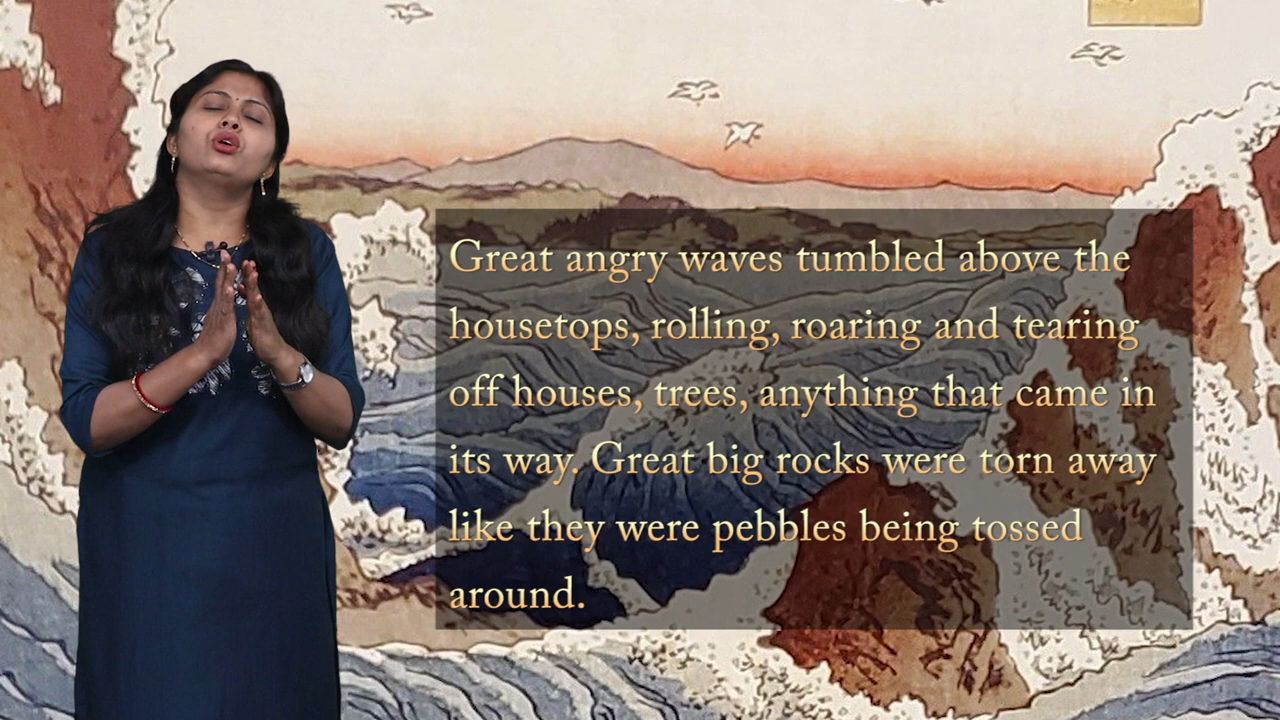 Great angry waves tumbled above the
housetops, rolling, roaring and tearing
off houses, trees, anything that came in
its way. Great big rocks were torn away
like they were pebbles being tossed
around.